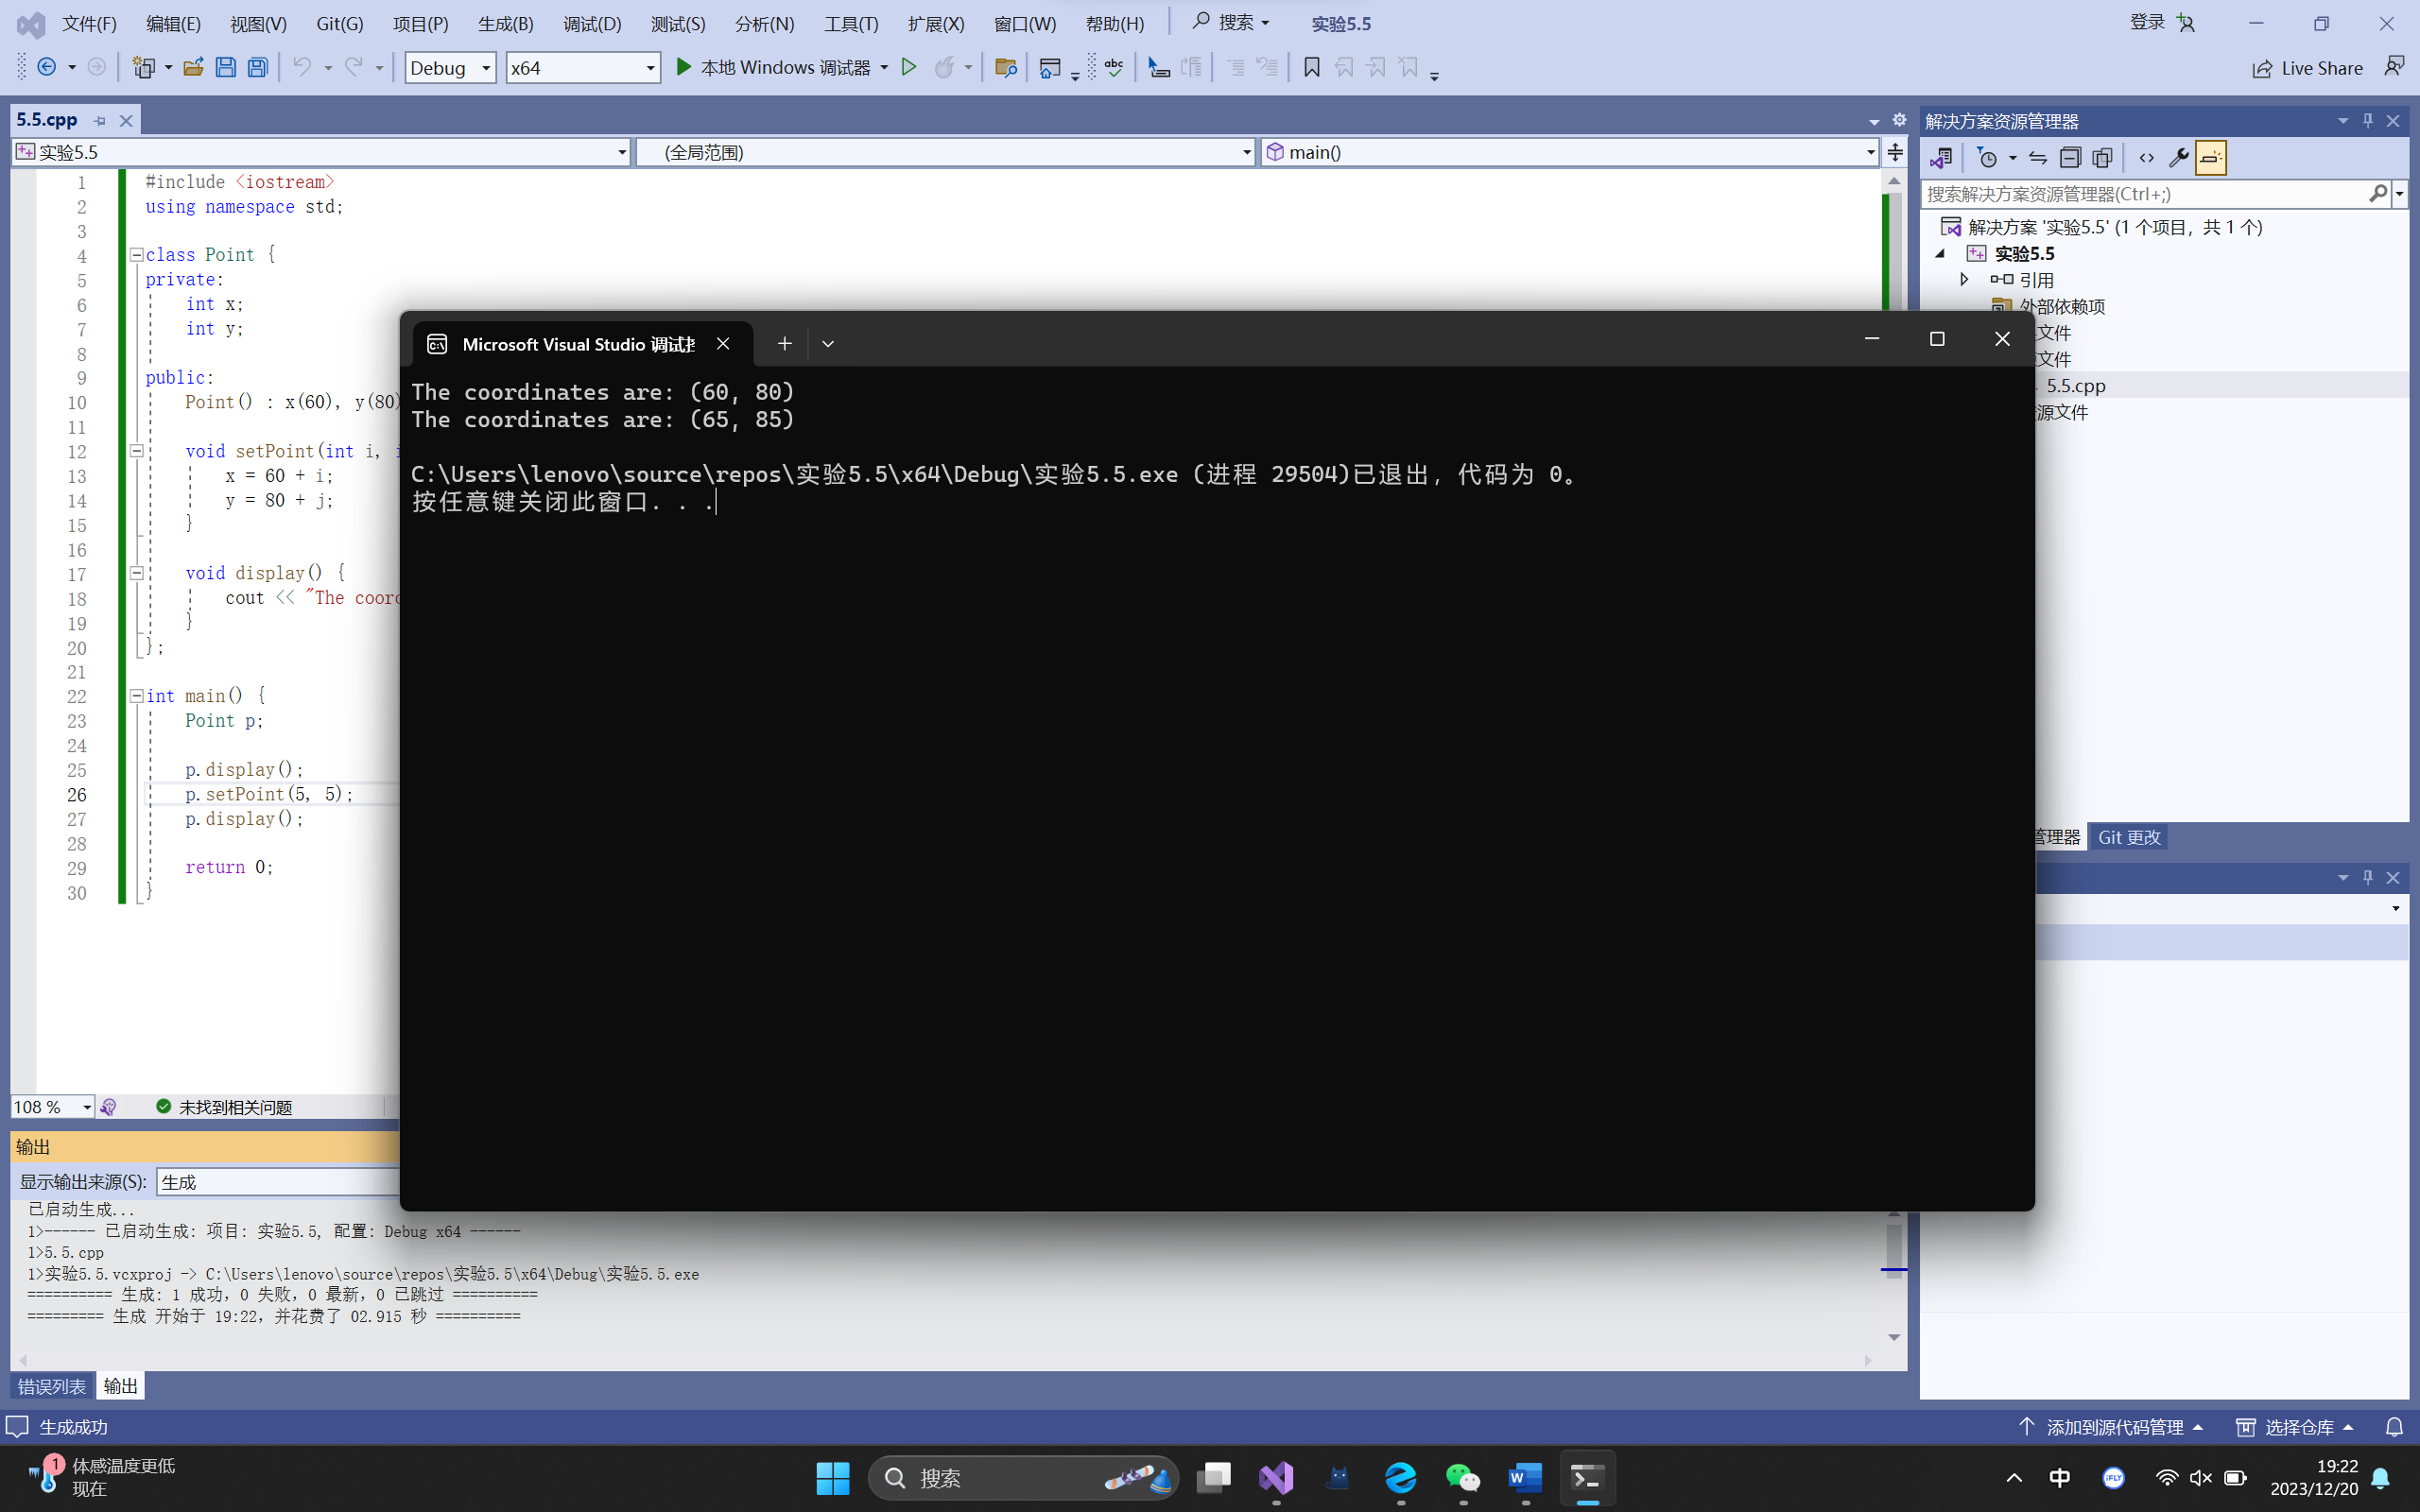 文件(F) 编辑(E) 视图(V) Git(G) 项目(P) 生成(B) 调试(D) 测试(S) 分析(N) 工具(T) 扩展(X) 窗口(W) 帮助(H) 搜索 实验5.5 登录
Debug x64 本地 Windows 调试器 Live Share
5.5.cpp
实验5.5 (全局范围) main()
1 #include <iostream>
2 using namespace std;
3
4 class Point {
5 private:
6 int x;
7 int y;
8
9 public:
10 Point() : x(60), y(80)
11
12 void setPoint(int i,
13 x = 60 + i;
14 y = 80 + j;
15 }
16
17 void display() {
18 cout << "The coord
19 }
20 };
21
22 int main() {
23 Point p;
24
25 p.display();
26 p.setPoint(5, 5);
27 p.display();
28
29 return 0;
30 }
108 % 未找到相关问题
Microsoft Visual Studio 调试
The coordinates are: (60, 80)
The coordinates are: (65, 85)
C:\Users\lenovo\source\repos\实验5.5\x64\Debug\实验5.5.exe (进程 29504)已退出，代码为 0。
按任意键关闭此窗口. . .
解决方案资源管理器
搜索解决方案资源管理器(Ctrl+;)
解决方案 '实验5.5' (1 个项目，共 1 个)
实验5.5
引用
外部依赖项
文件
文件
5.5.cpp
源文件
管理器 Git 更改
输出
显示输出来源(S): 生成
已启动生成...
1>------ 已启动生成: 项目: 实验5.5, 配置: Debug x64 ------
1>5.5.cpp
1>实验5.5.vcxproj -> C:\Users\lenovo\source\repos\实验5.5\x64\Debug\实验5.5.exe
========== 生成: 1 成功，0 失败，0 最新，0 已跳过 ==========
========= 生成 开始于 19:22，并花费了 02.915 秒 ==========
错误列表 输出
生成成功 添加到源代码管理 选择仓库
1 体感温度更低
现在
搜索
中
iFLY
19:22
2023/12/20